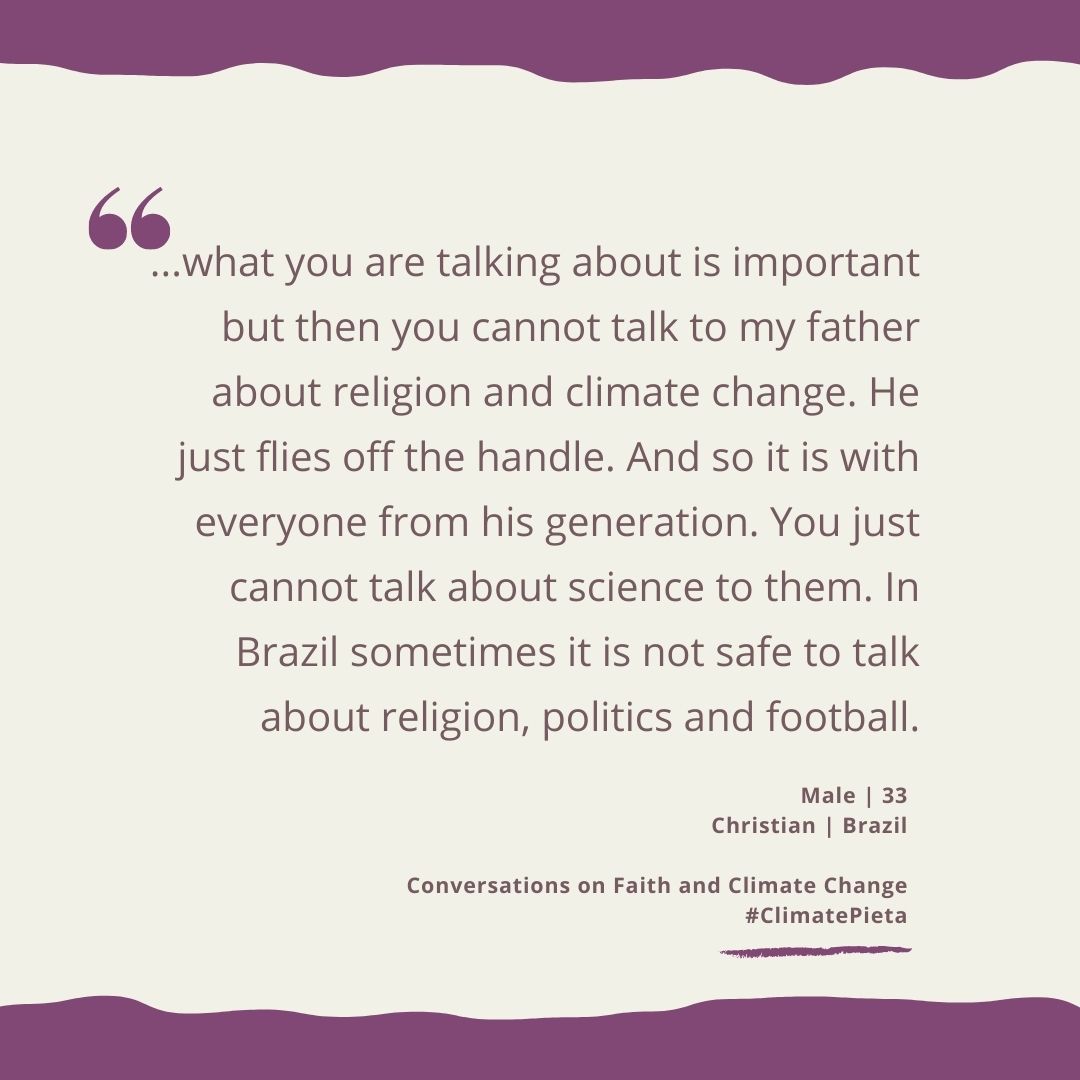 “
...what you are talking about is important
but then you cannot talk to my father
about religion and climate change. He
just flies off the handle. And so it is with
everyone from his generation. You just
cannot talk about science to them. In
Brazil sometimes it is not safe to talk
about religion, politics and football.
Male | 33
Christian | Brazil
Conversations on Faith and Climate Change
#ClimatePieta